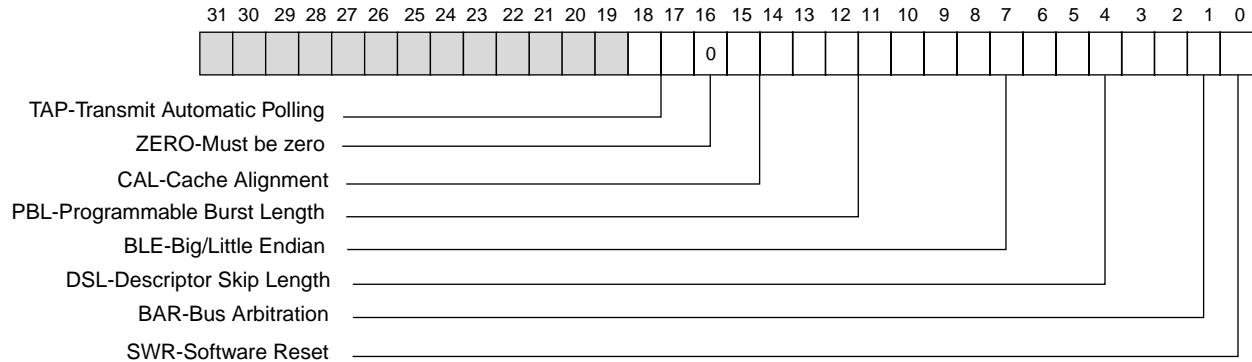 31 30 29 28 27 26 25 24 23 22 21 20 19 18 17 16 15 14 13 12 11 10 9 8 7 6 5 4 3 2 1 0
0
TAP-Transmit Automatic Polling
ZERO-Must be zero
CAL-Cache Alignment
PBL-Programmable Burst Length
BLE-Big/Little Endian
DSL-Descriptor Skip Length
BAR-Bus Arbitration
SWR-Software Reset